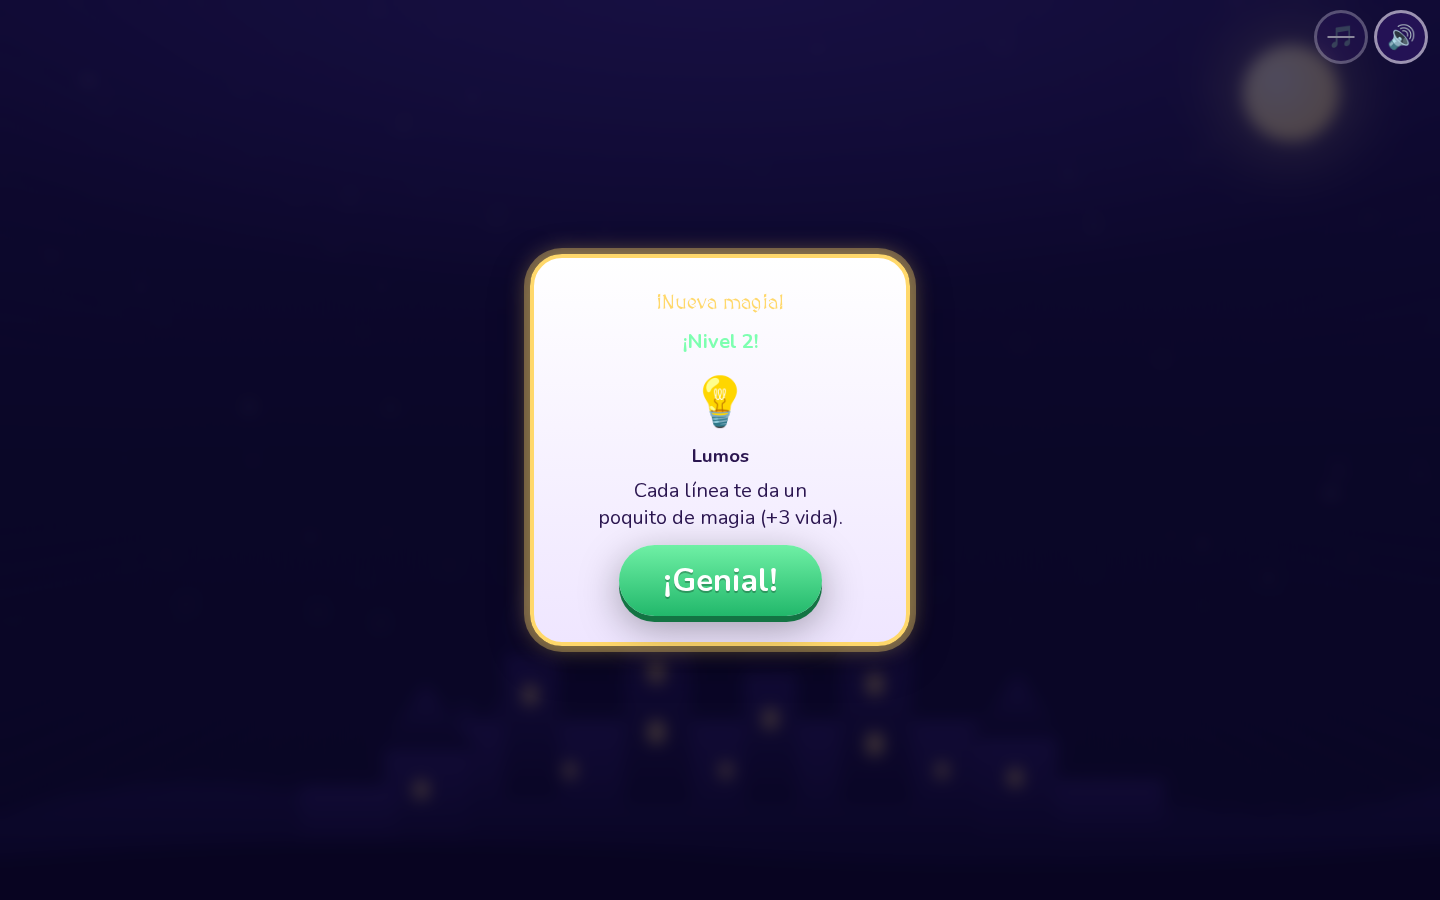 ¡Nueva magia!
¡Nivel 2!
Lumos
Cada línea te da un
poquito de magia (+3 vida).
¡Genial!